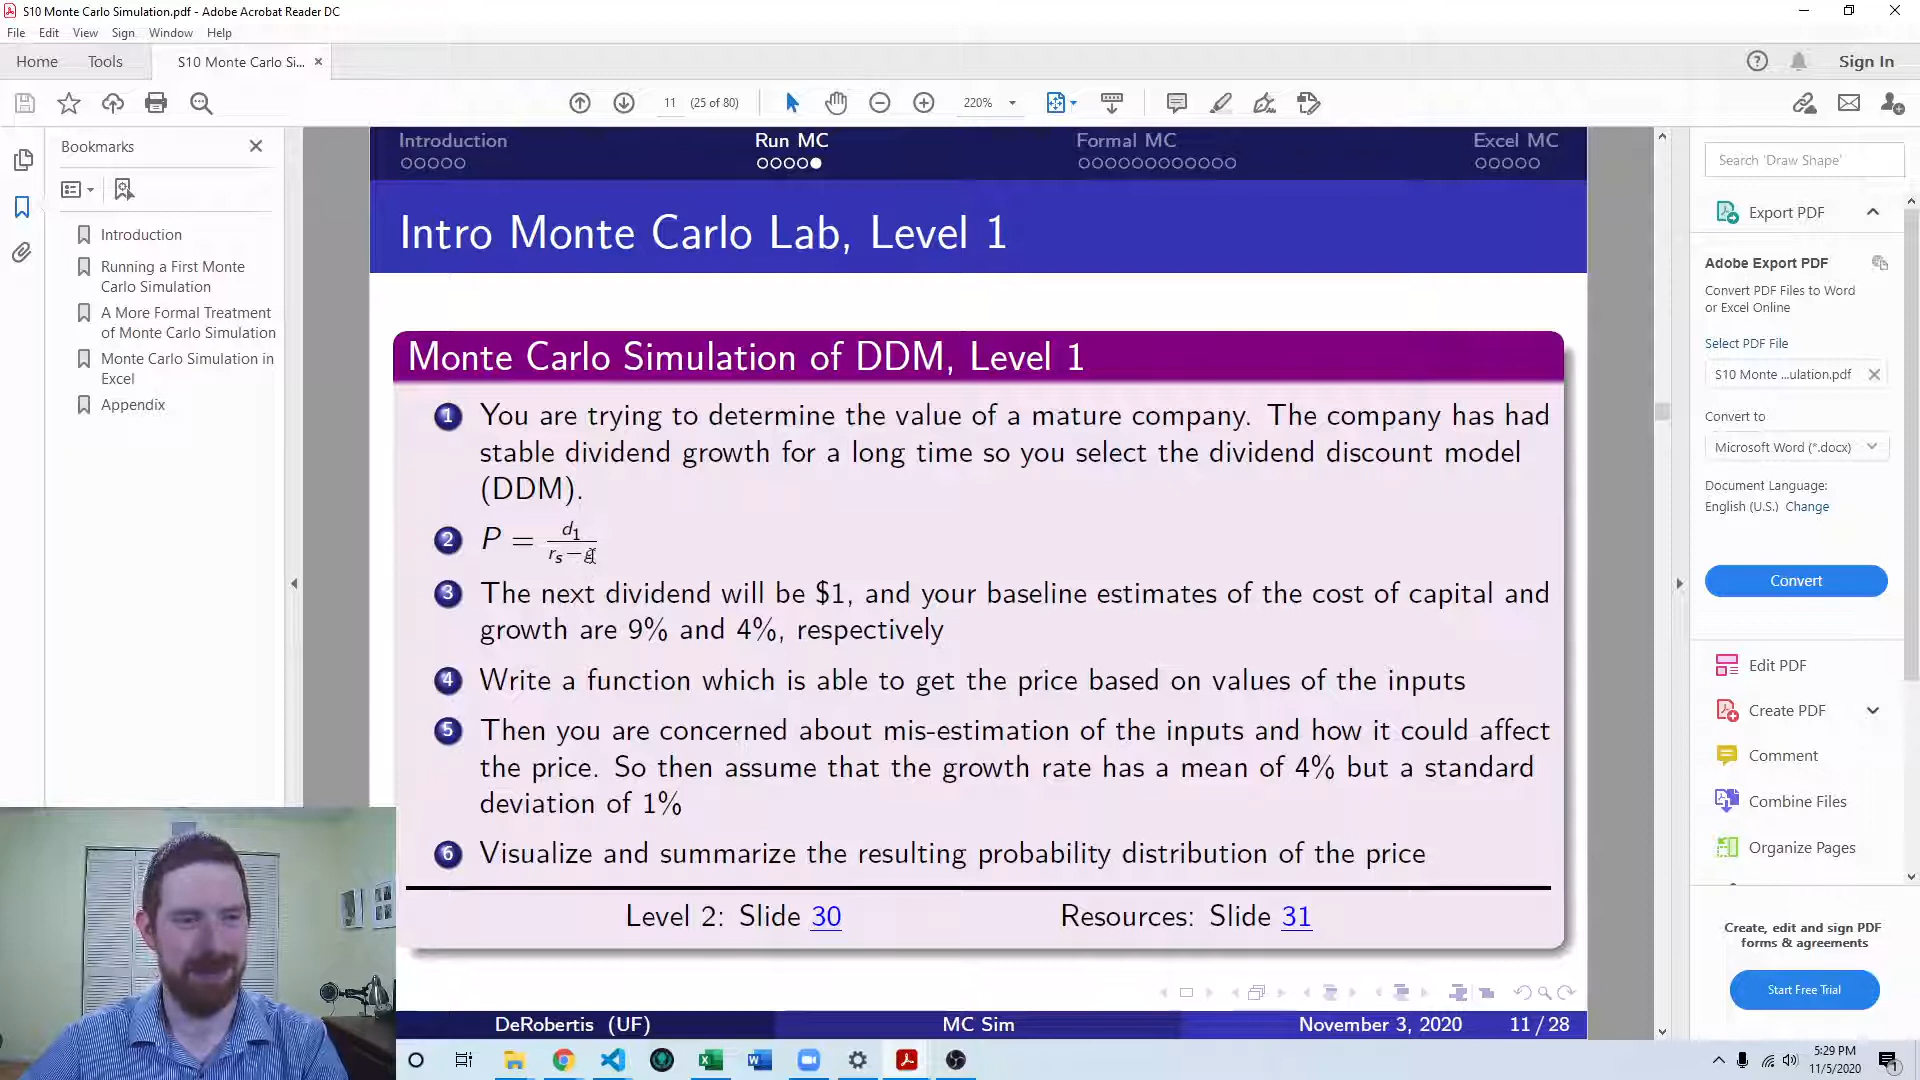 S10 Monte Carlo Simulation.pdf - Adobe Acrobat Reader DC
File Edit View Sign Window Help
Home Tools S10 Monte Carlo Si... Sign In
11 (25 of 80) 220%
Bookmarks
Introduction
Running a First Monte
Carlo Simulation
A More Formal Treatment
of Monte Carlo Simulation
Monte Carlo Simulation in
Excel
Appendix
Introduction Run MC Formal MC Excel MC
Intro Monte Carlo Lab, Level 1
Monte Carlo Simulation of DDM, Level 1
1 You are trying to determine the value of a mature company. The company has had
stable dividend growth for a long time so you select the dividend discount model
(DDM).
2 P = d1 / rs − g
3 The next dividend will be $1, and your baseline estimates of the cost of capital and
growth are 9% and 4%, respectively
4 Write a function which is able to get the price based on values of the inputs
5 Then you are concerned about mis-estimation of the inputs and how it could affect
the price. So then assume that the growth rate has a mean of 4% but a standard
deviation of 1%
6 Visualize and summarize the resulting probability distribution of the price
Level 2: Slide 30 Resources: Slide 31
DeRobertis (UF) MC Sim November 3, 2020 11 / 28
Search 'Draw Shape'
Export PDF
Adobe Export PDF
Convert PDF Files to Word
or Excel Online
Select PDF File
S10 Monte ...ulation.pdf
Convert to
Microsoft Word (*.docx)
Document Language:
English (U.S.) Change
Convert
Edit PDF
Create PDF
Comment
Combine Files
Organize Pages
Create, edit and sign PDF
forms & agreements
Start Free Trial
5:29 PM
11/5/2020